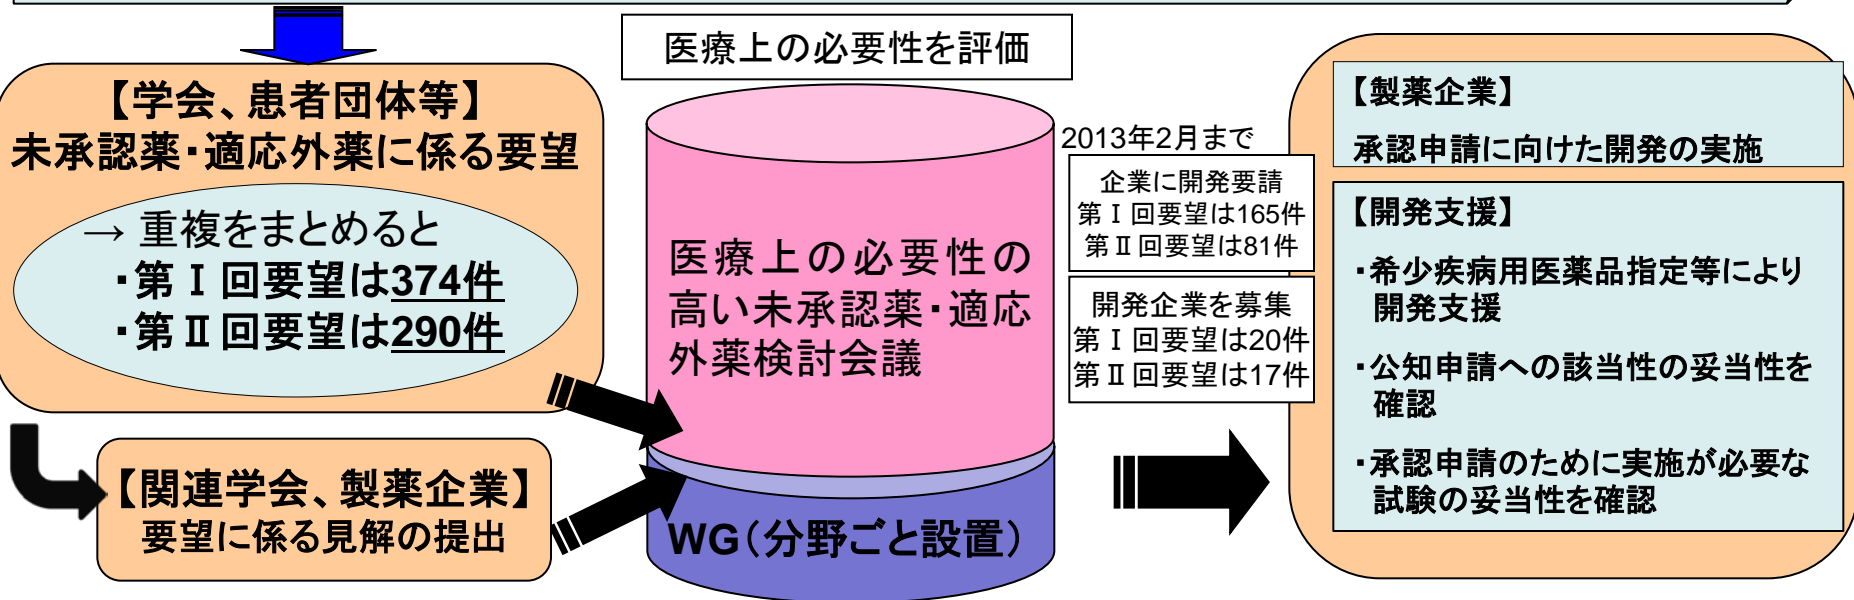 【学会、患者団体等】
未承認薬・適応外薬に係る要望
→ 重複をまとめると
・第Ⅰ回要望は374件
・第Ⅱ回要望は290件
【関連学会、製薬企業】
要望に係る見解の提出
医療上の必要性を評価
医療上の必要性の
高い未承認薬・適応
外薬検討会議
WG（分野ごと設置）
2013年2月まで
企業に開発要請
第Ⅰ回要望は165件
第Ⅱ回要望は81件
開発企業を募集
第Ⅰ回要望は20件
第Ⅱ回要望は17件
【製薬企業】
承認申請に向けた開発の実施
【開発支援】
・希少疾病用医薬品指定等により
開発支援
・公知申請への該当性の妥当性を
確認
・承認申請のために実施が必要な
試験の妥当性を確認